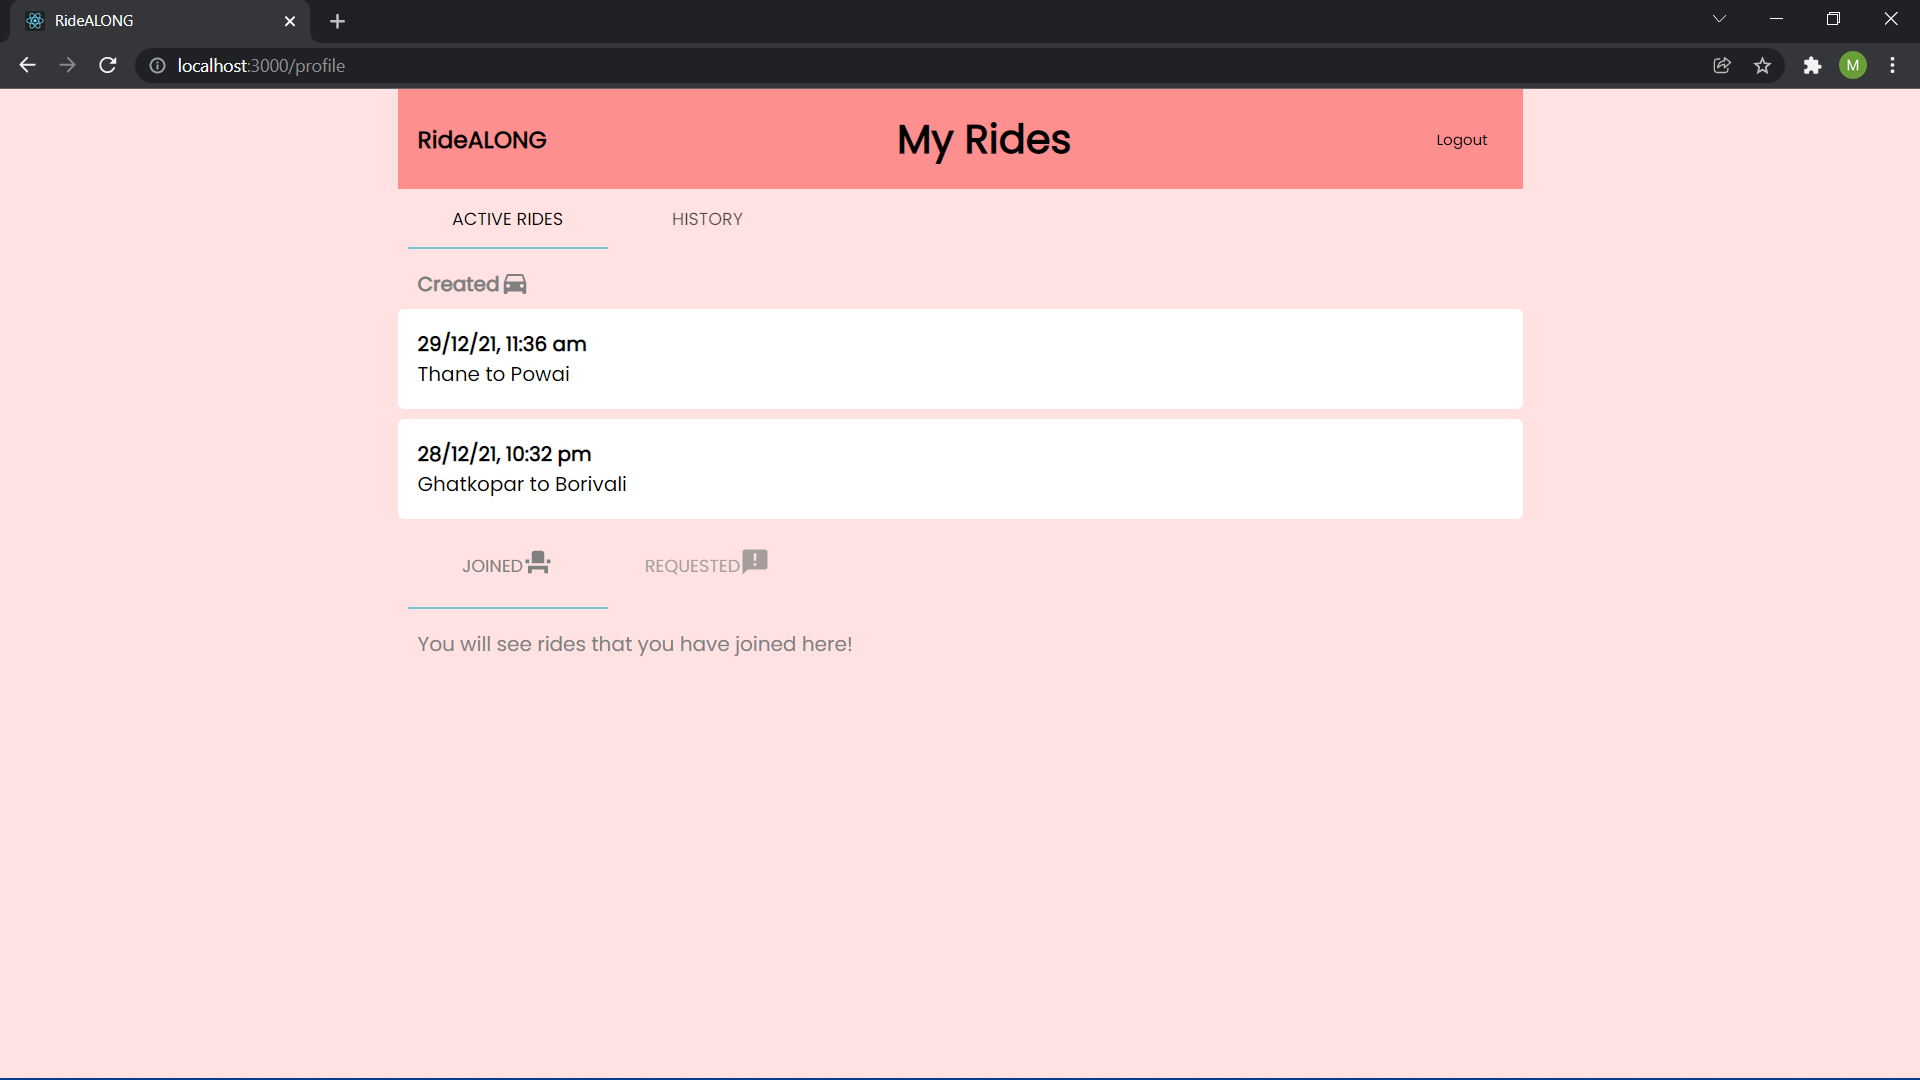 RideALONG
localhost:3000/profile
M
RideALONG
My Rides
Logout
ACTIVE RIDES
HISTORY
Created
29/12/21, 11:36 am
Thane to Powai
28/12/21, 10:32 pm
Ghatkopar to Borivali
JOINED
REQUESTED
You will see rides that you have joined here!